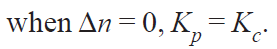 when Δn = 0, Kp = Kc.